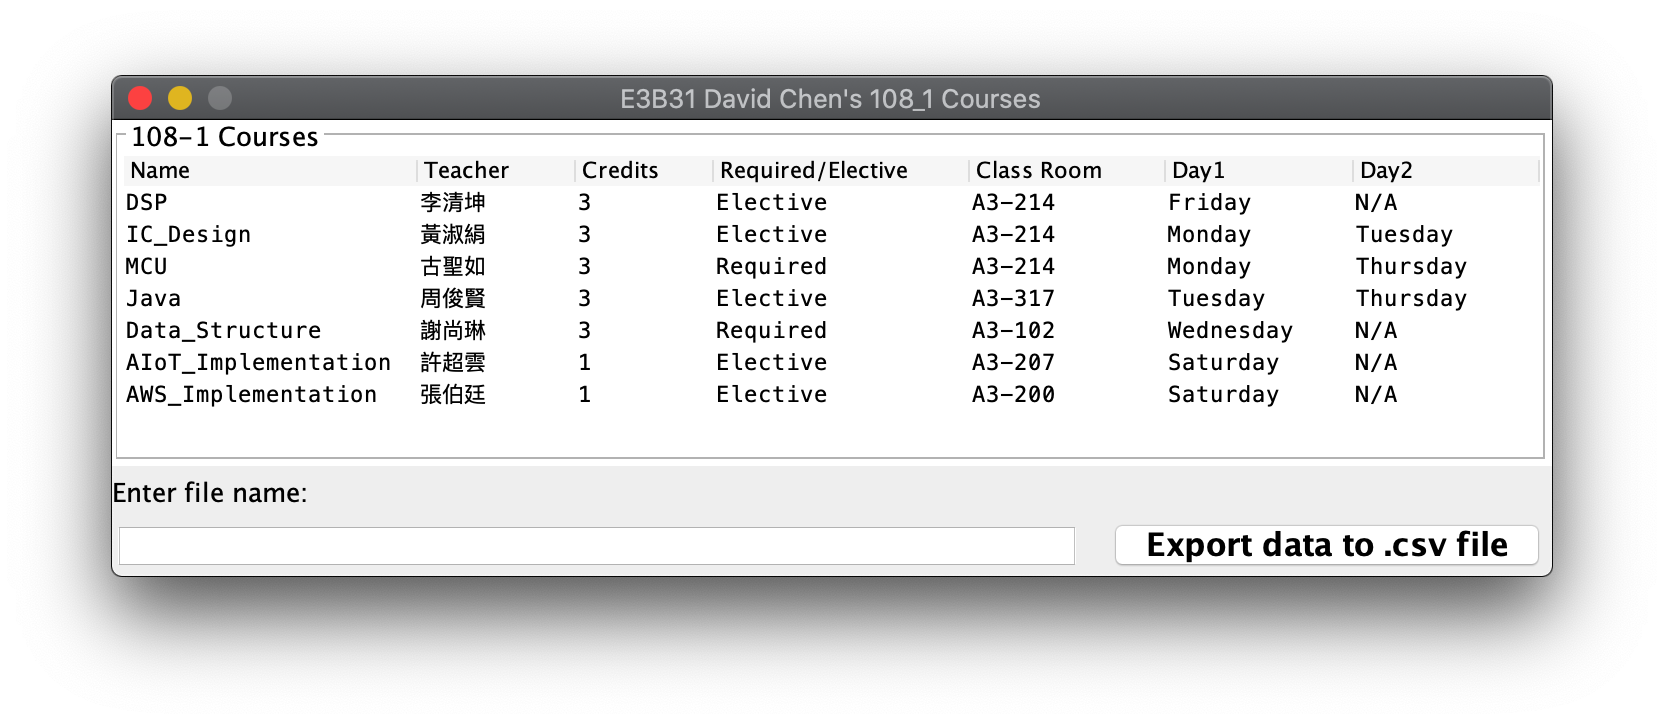 E3B31 David Chen's 108_1 Courses
108-1 Courses
Name Teacher Credits Required/Elective Class Room Day1 Day2
DSP 李清坤 3 Elective A3-214 Friday N/A
IC_Design 黃淑絹 3 Elective A3-214 Monday Tuesday
MCU 古聖如 3 Required A3-214 Monday Thursday
Java 周俊賢 3 Elective A3-317 Tuesday Thursday
Data_Structure 謝尚琳 3 Required A3-102 Wednesday N/A
AIoT_Implementation 許超雲 1 Elective A3-207 Saturday N/A
AWS_Implementation 張伯廷 1 Elective A3-200 Saturday N/A
Enter file name:
Export data to .csv file